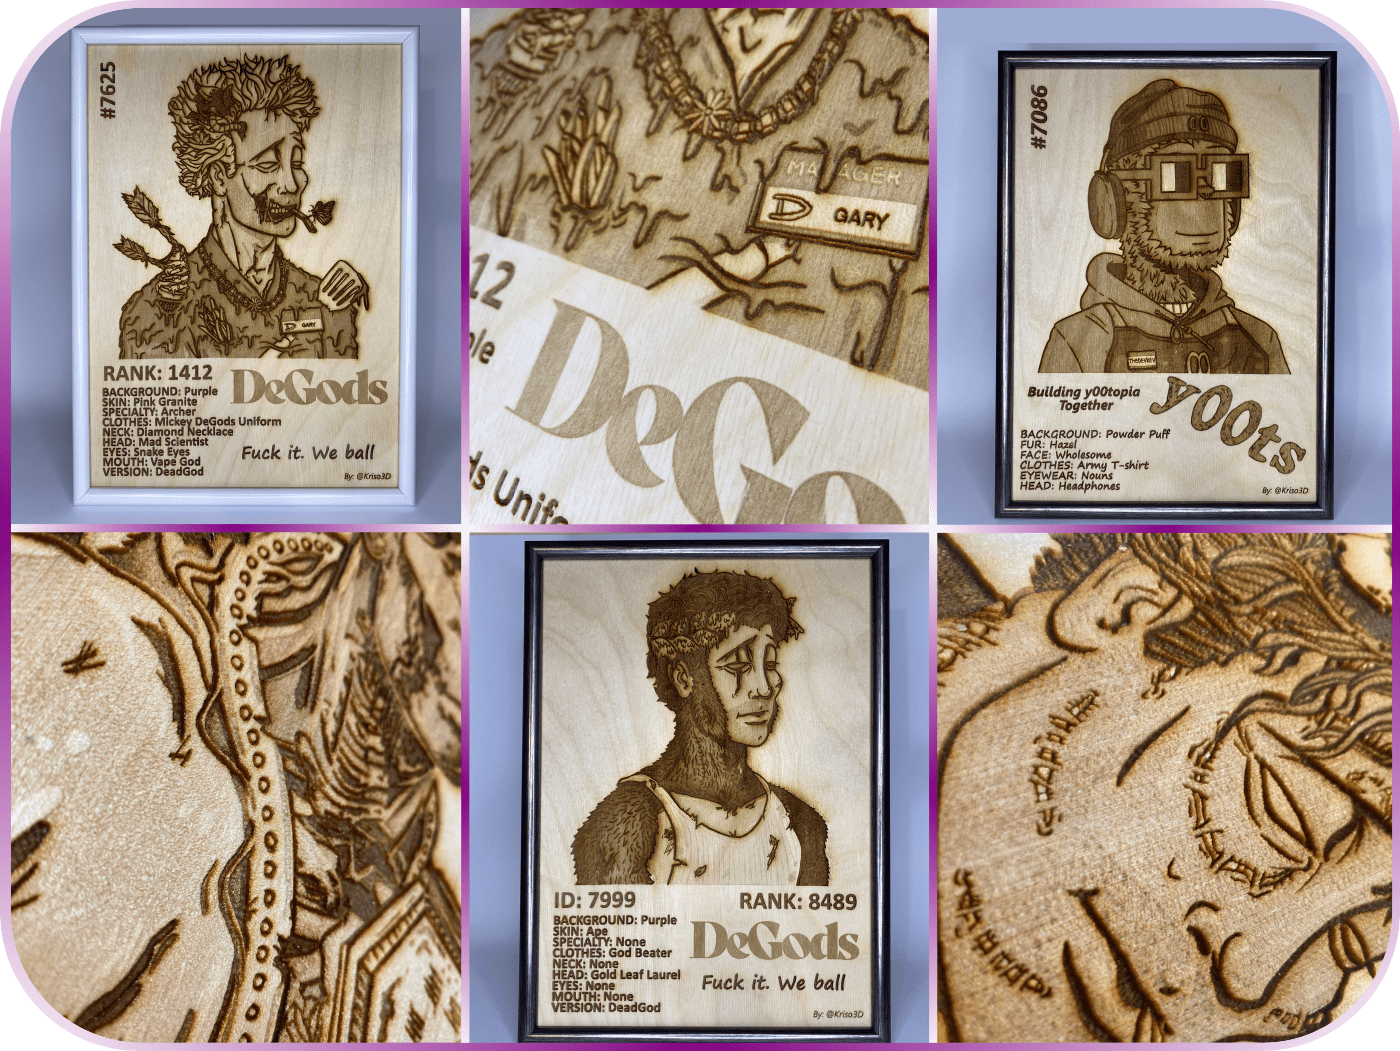 #7625
RANK: 1412
DeGods
BACKGROUND: Purple
SKIN: Pink Granite
SPECIALTY: Archer
CLOTHES: Mickey DeGods Uniform
NECK: Diamond Necklace
HEAD: Mad Scientist
EYES: Snake Eyes
MOUTH: Vape God
VERSION: DeadGod
Fuck it. We ball
By: @Kriso3D
D GARY
MANAGER
D GARY
12
ple
DeGo
ds Unifo
#7086
THEDEVIEV
Building y00topia
Together
y00ts
BACKGROUND: Powder Puff
FUR: Hazel
FACE: Wholesome
CLOTHES: Army T-shirt
EYEWEAR: Nouns
HEAD: Headphones
By: @Kriso3D
ID: 7999
RANK: 8489
BACKGROUND: Purple
SKIN: Ape
SPECIALTY: None
CLOTHES: God Beater
NECK: None
HEAD: Gold Leaf Laurel
EYES: None
MOUTH: None
VERSION: DeadGod
DeGods
Fuck it. We ball
By: @Kriso3D